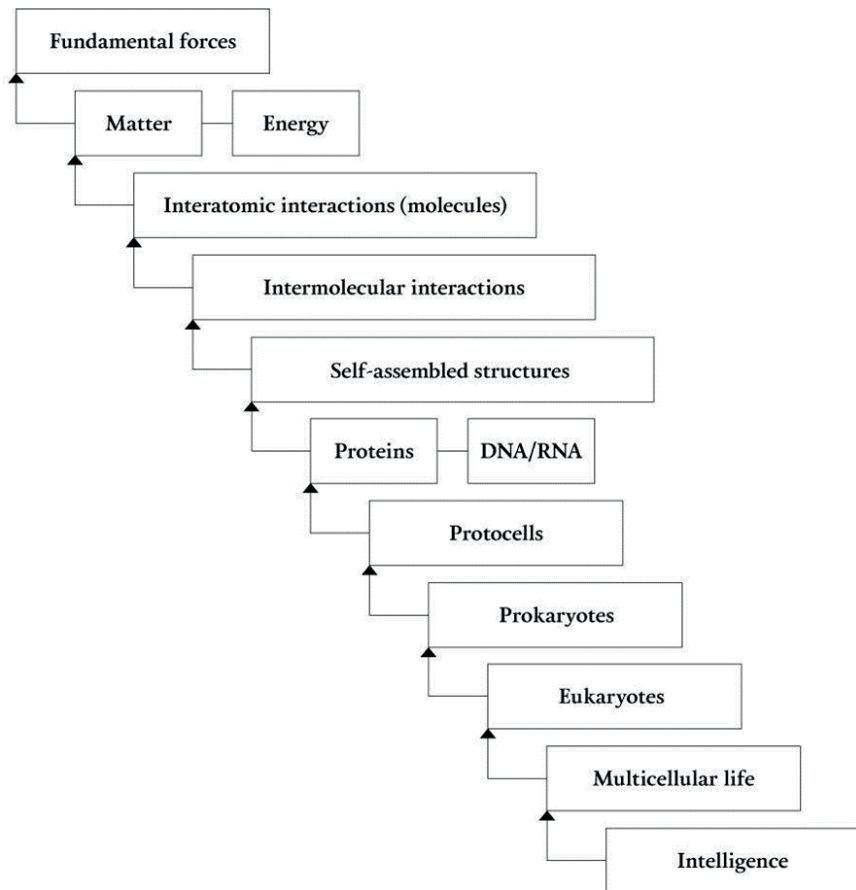 Fundamental forces
Matter
Energy
Interatomic interactions (molecules)
Intermolecular interactions
Self-assembled structures
Proteins
DNA/RNA
Protocells
Prokaryotes
Eukaryotes
Multicellular life
Intelligence